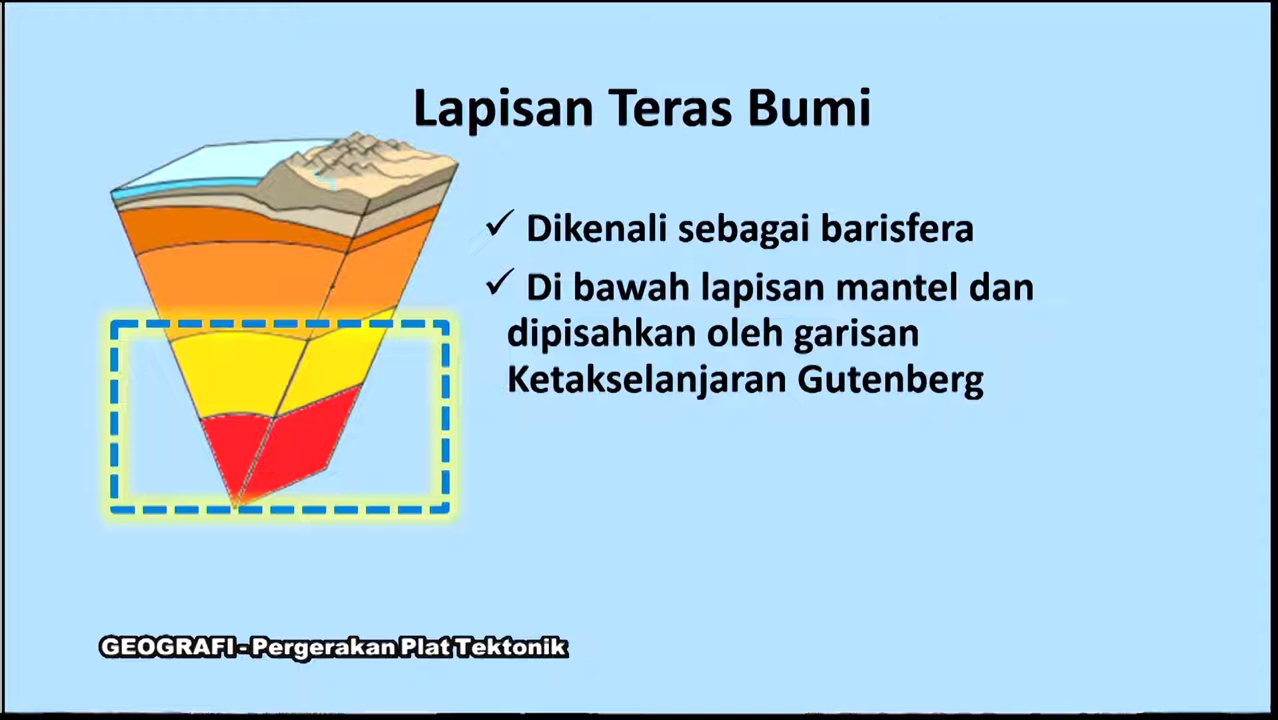 Lapisan Teras Bumi
✓ Dikenali sebagai barisfera
✓ Di bawah lapisan mantel dan
dipisahkan oleh garisan
Ketakselanjaran Gutenberg
GEOGRAFI - Pergerakan Plat Tektonik